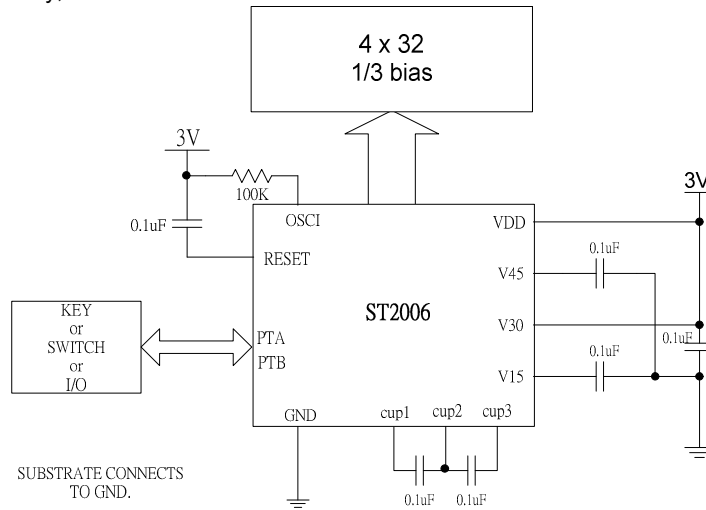 4 x 32
1/3 bias
3V
100K
0.1uF
OSCI
RESET
VDD
3V
V45
0.1uF
ST2006
V30
0.1uF
0.1uF
V15
KEY
or
SWITCH
or
I/O
PTA
PTB
GND
cup1
cup2
cup3
0.1uF
0.1uF
SUBSTRATE CONNECTS
TO GND.